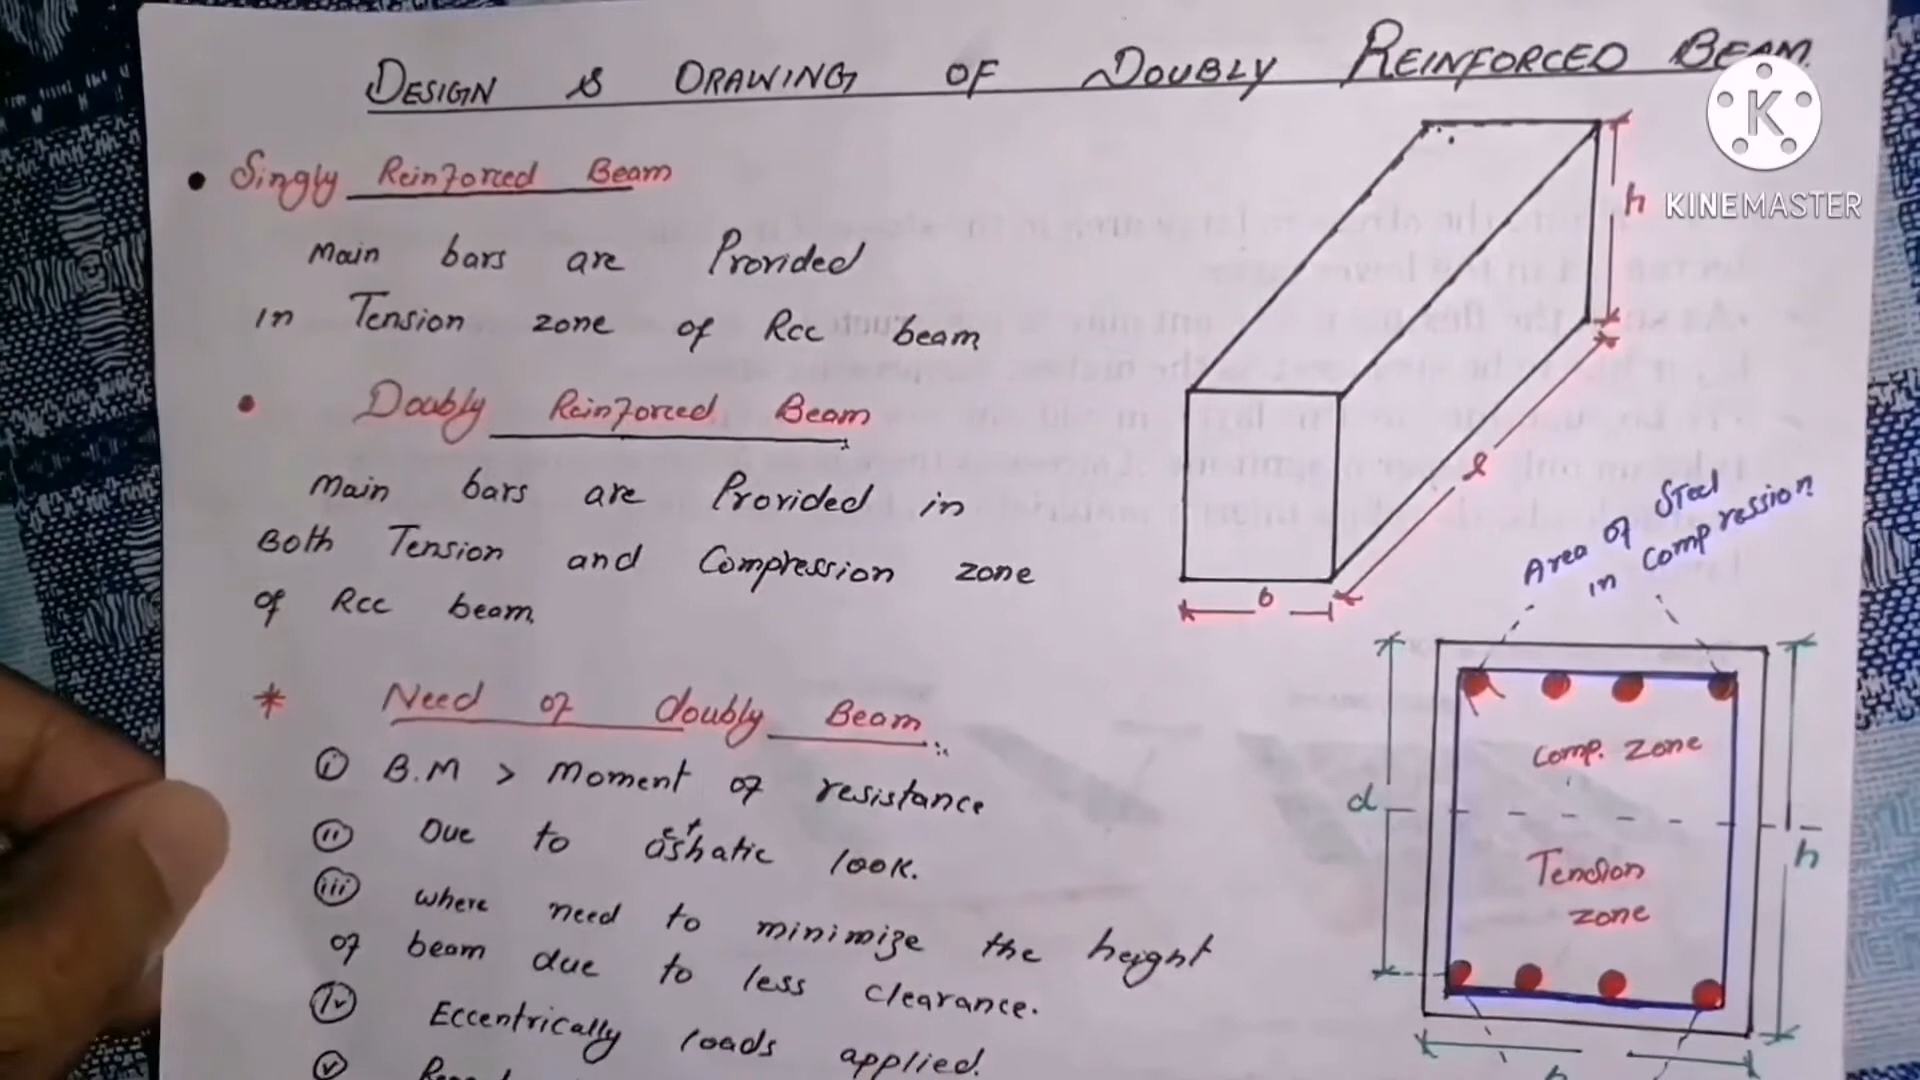 DESIGN & DRAWING OF DOUBLY REINFORCED BEAM
K
KINEMASTER
• Singly Reinforced Beam
Main bars are Provided
in Tension zone of Rcc beam
• Doubly Reinforced Beam
Main bars are Provided in
Both Tension and Compression zone
of Rcc beam.
* Need of doubly Beam
(i) B.M > Moment of resistance
(ii) Due to asthatic look.
(iii) where need to minimize the height
of beam due to less clearance.
(iv) Eccentrically loads applied.
(v)
h
l
b
Area of Steel
in Compression
Comp. zone
Tension
zone
d
h
b